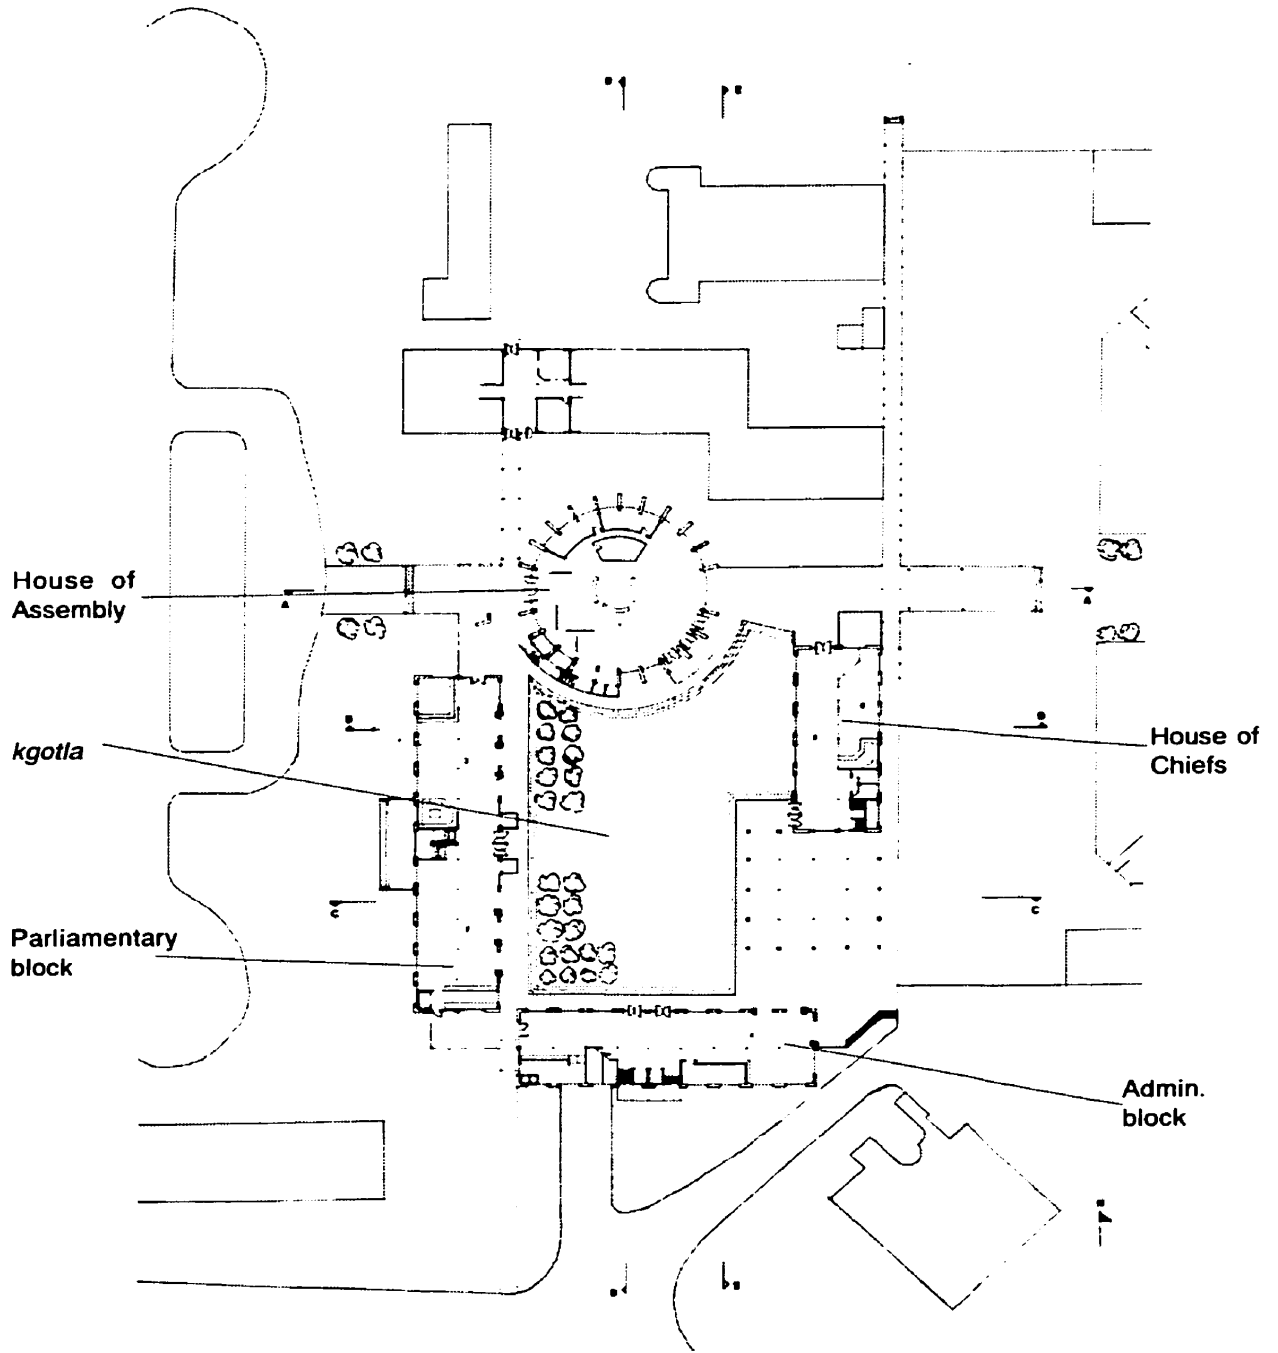 House of
Assembly
A
A
kgotla
House of
Chiefs
C
C
Parliamentary
block
Admin.
block